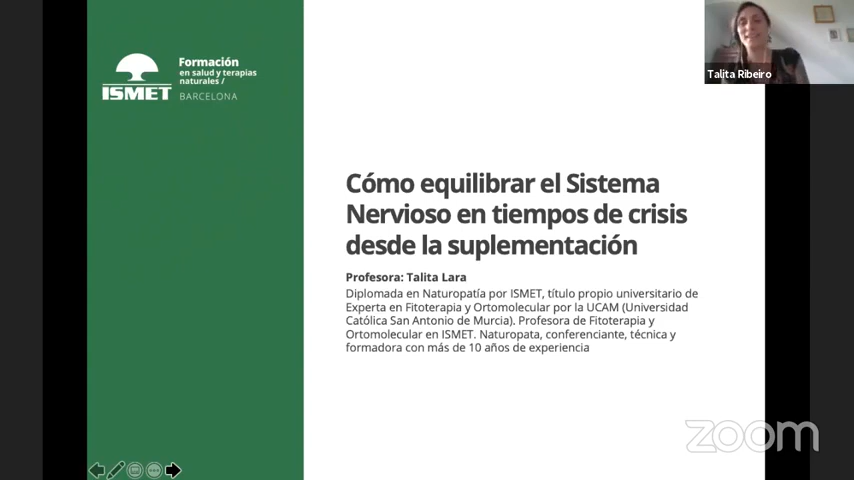 Formación
en salud y terapias
naturales /
ISMET
BARCELONA
Talita Ribeiro
Cómo equilibrar el Sistema
Nervioso en tiempos de crisis
desde la suplementación
Profesora: Talita Lara
Diplomada en Naturopatía por ISMET, título propio universitario de
Experta en Fitoterapia y Ortomolecular por la UCAM (Universidad
Católica San Antonio de Murcia). Profesora de Fitoterapia y
Ortomolecular en ISMET. Naturopata, conferenciante, técnica y
formadora con más de 10 años de experiencia
zoom